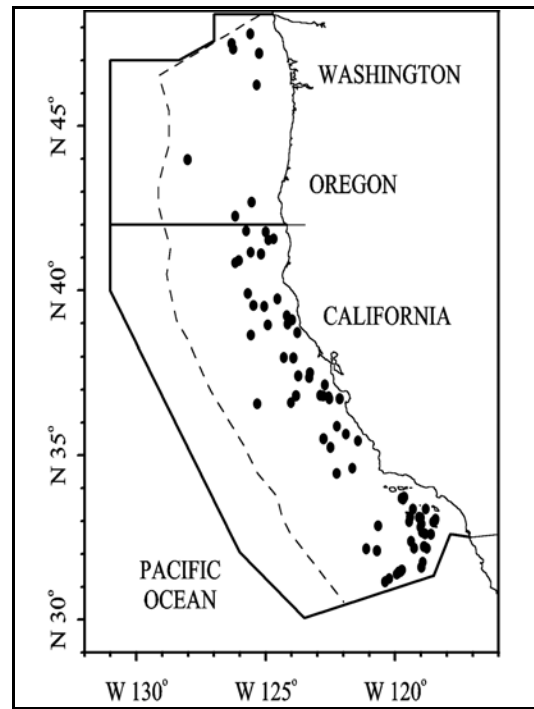 WASHINGTON
N 45°
OREGON
N 40°
CALIFORNIA
N 35°
PACIFIC
OCEAN
N 30°
W 130° W 125° W 120°